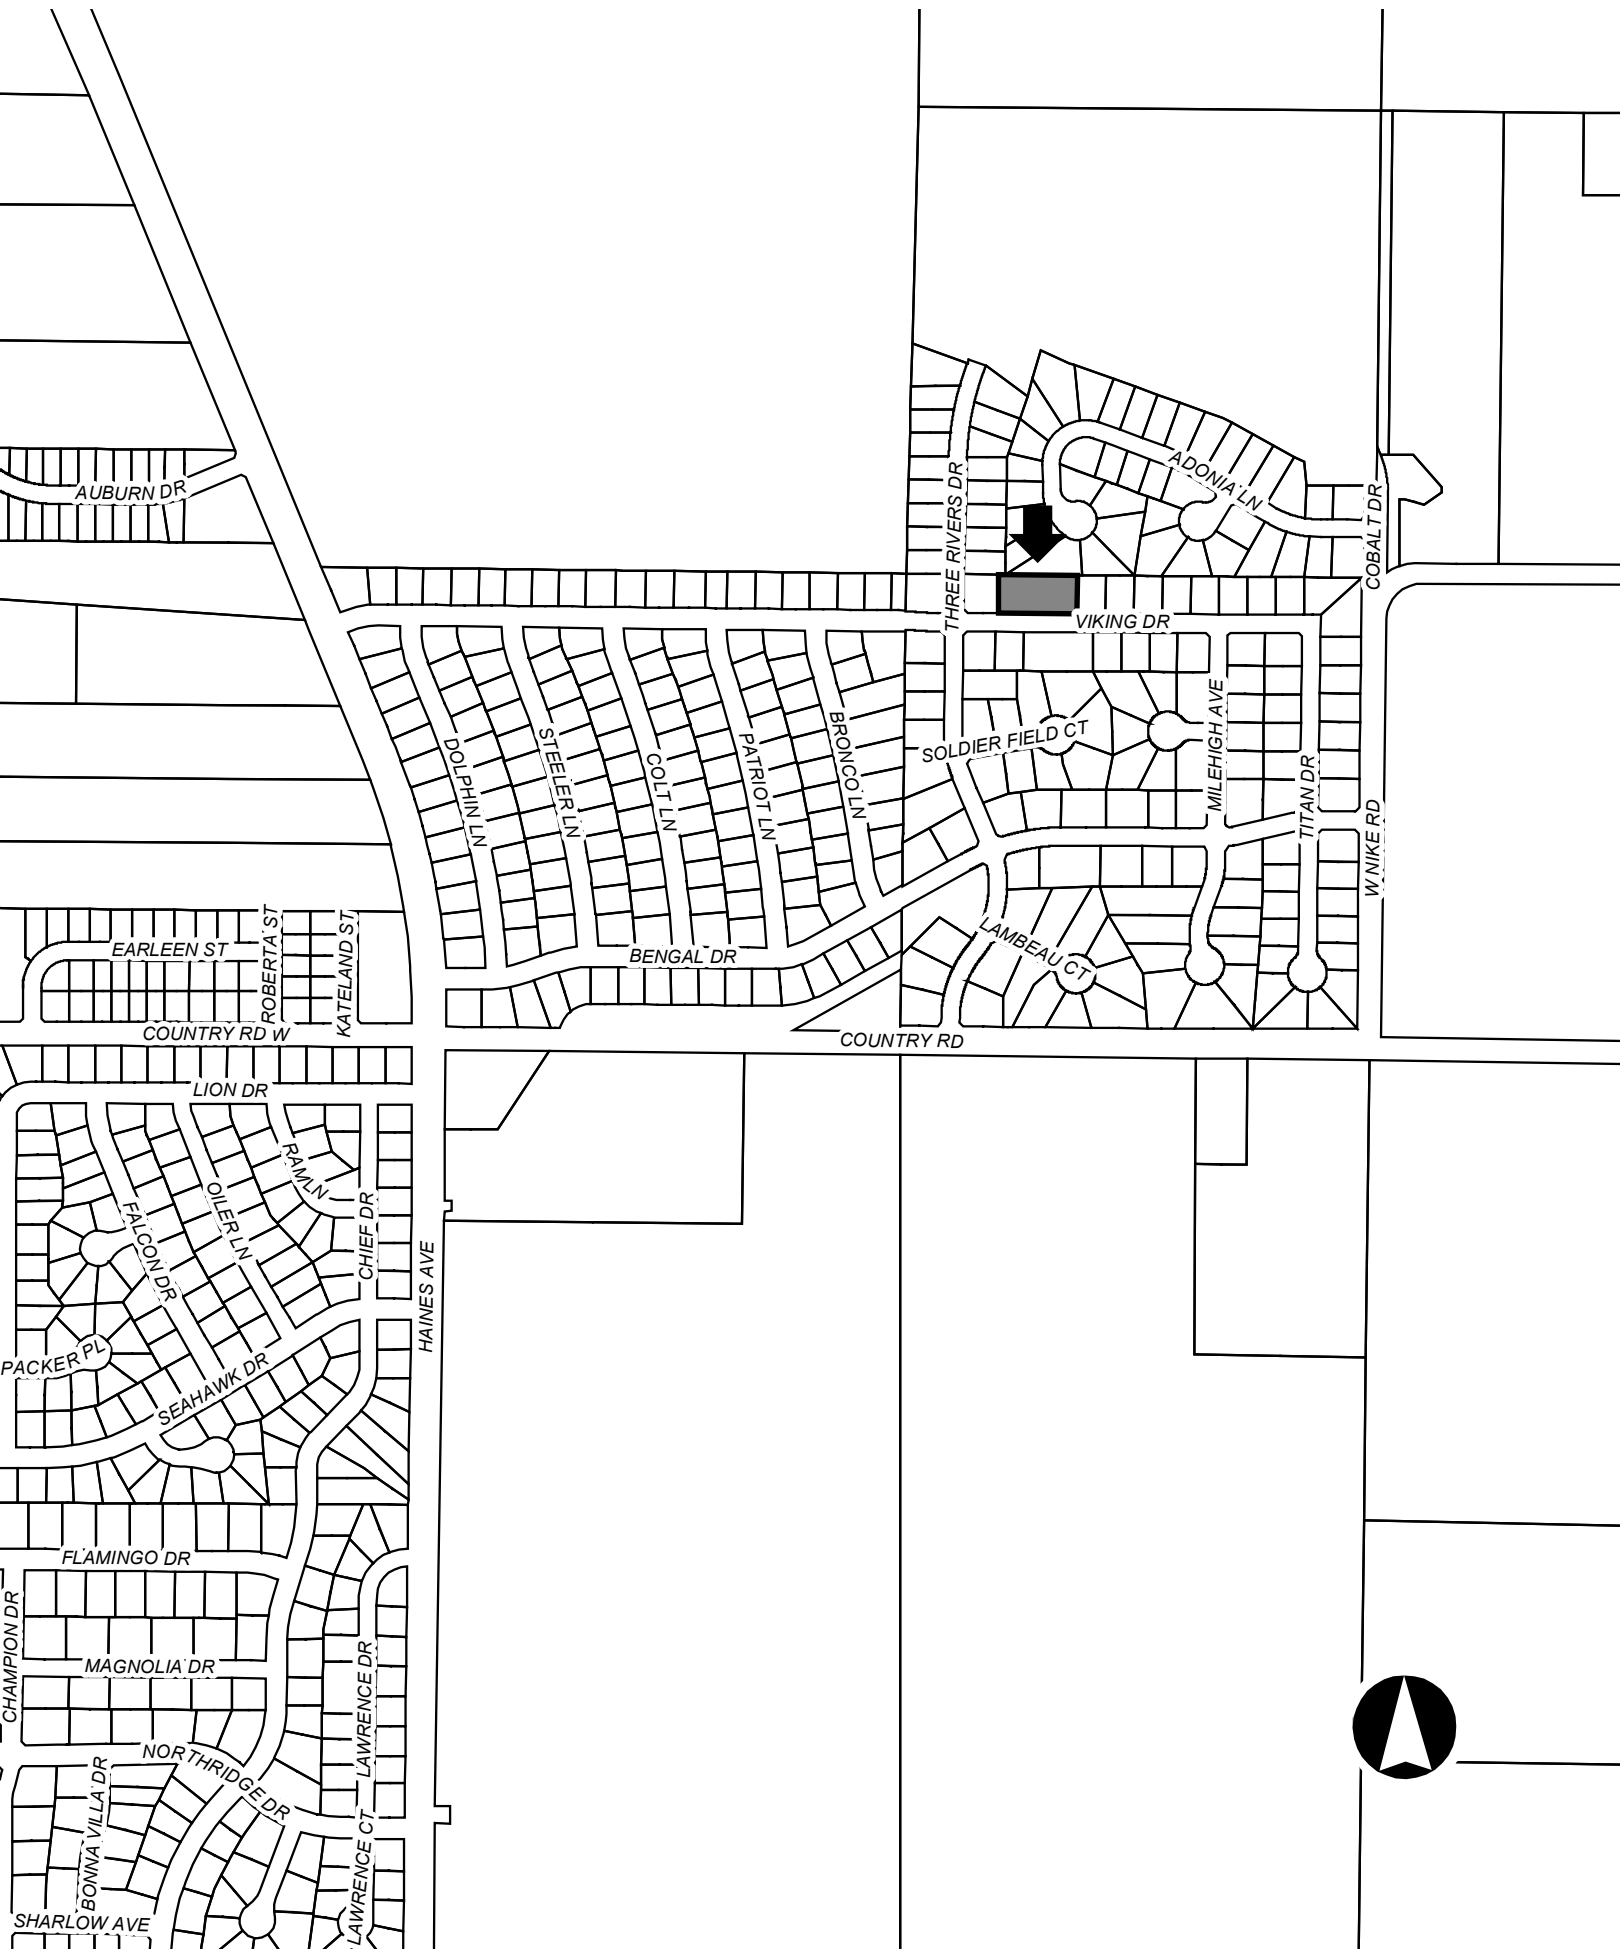 AUBURN DR
ADONIA LN
COBALT DR
THREE RIVERS DR
VIKING DR
DOLPHIN LN
STEELER LN
COLT LN
PATRIOT LN
BRONCO LN
SOLDIER FIELD CT
MILEHIGH AVE
TITAN DR
W NIKE RD
EARLEEN ST
ROBERTA ST
KATELAND ST
BENGAL DR
LAMBEAU CT
COUNTRY RD W
COUNTRY RD
LION DR
RAM LN
OILER LN
FALCON DR
CHIEF DR
HAINES AVE
PACKER PL
SEAHAWK DR
FLAMINGO DR
CHAMPION DR
MAGNOLIA DR
LAWRENCE DR
NORTHRIDGE DR
BONNA VILLA DR
LAWRENCE CT
SHARLOW AVE